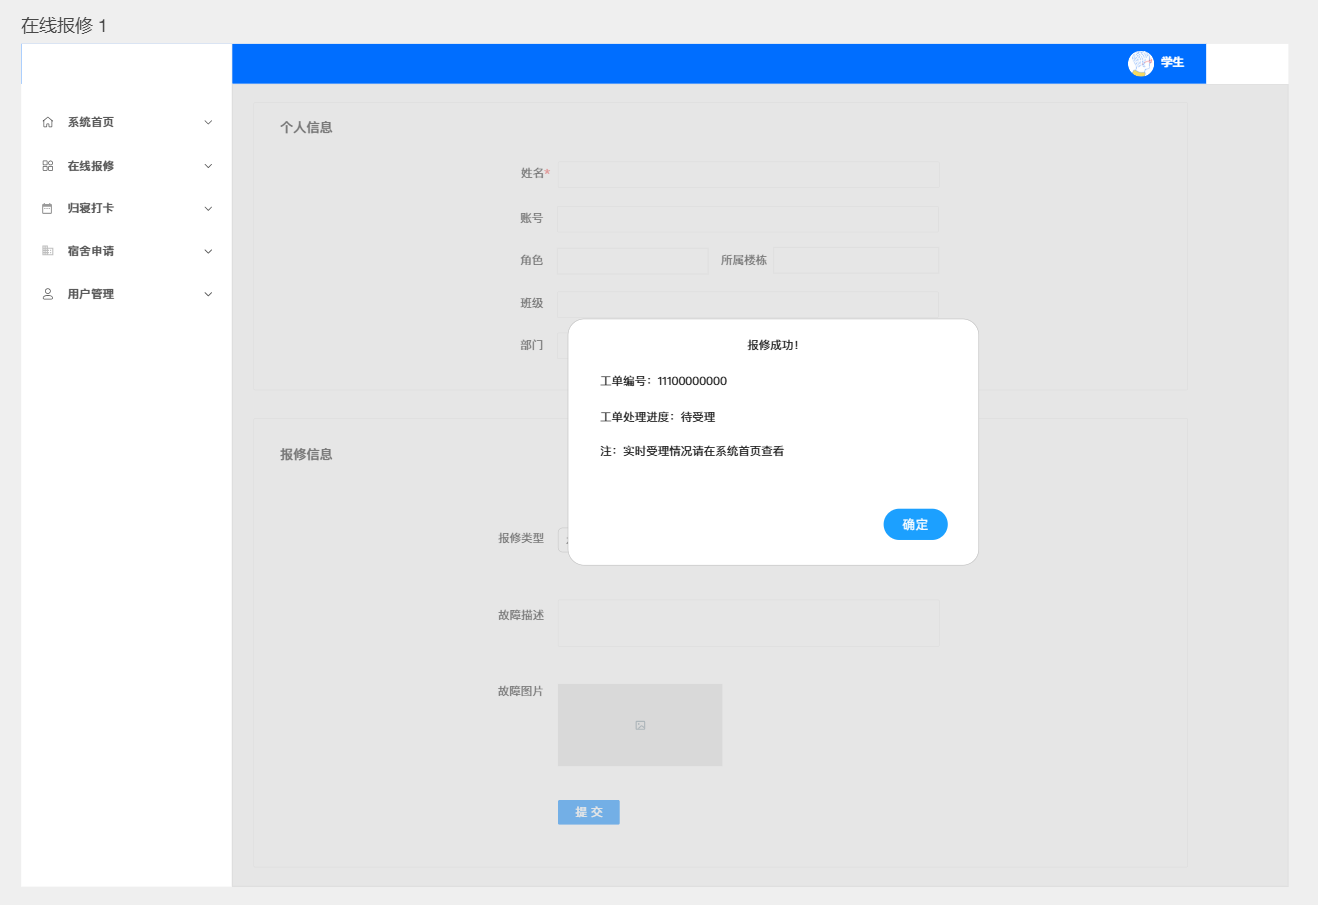 在线报修 1
学生
系统首页
在线报修
归寝打卡
宿舍申请
用户管理
个人信息
姓名*
账号
角色
所属楼栋
班级
部门
报修成功！
工单编号：11100000000
工单处理进度：待受理
注：实时受理情况请在系统首页查看
确定
报修信息
报修类型
故障描述
故障图片
提 交